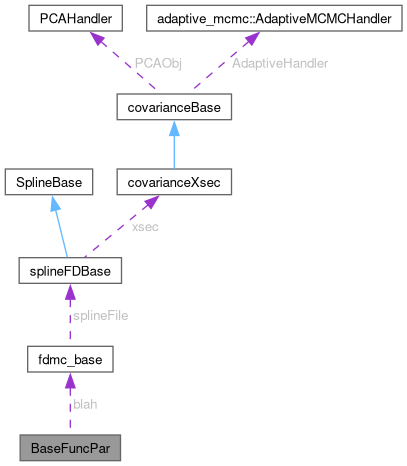 PCAHandler
adaptive_mcmc::AdaptiveMCMCHandler
PCAObj
AdaptiveHandler
covarianceBase
SplineBase
covarianceXsec
xsec
splineFDBase
splineFile
fdmc_base
blah
BaseFuncPar